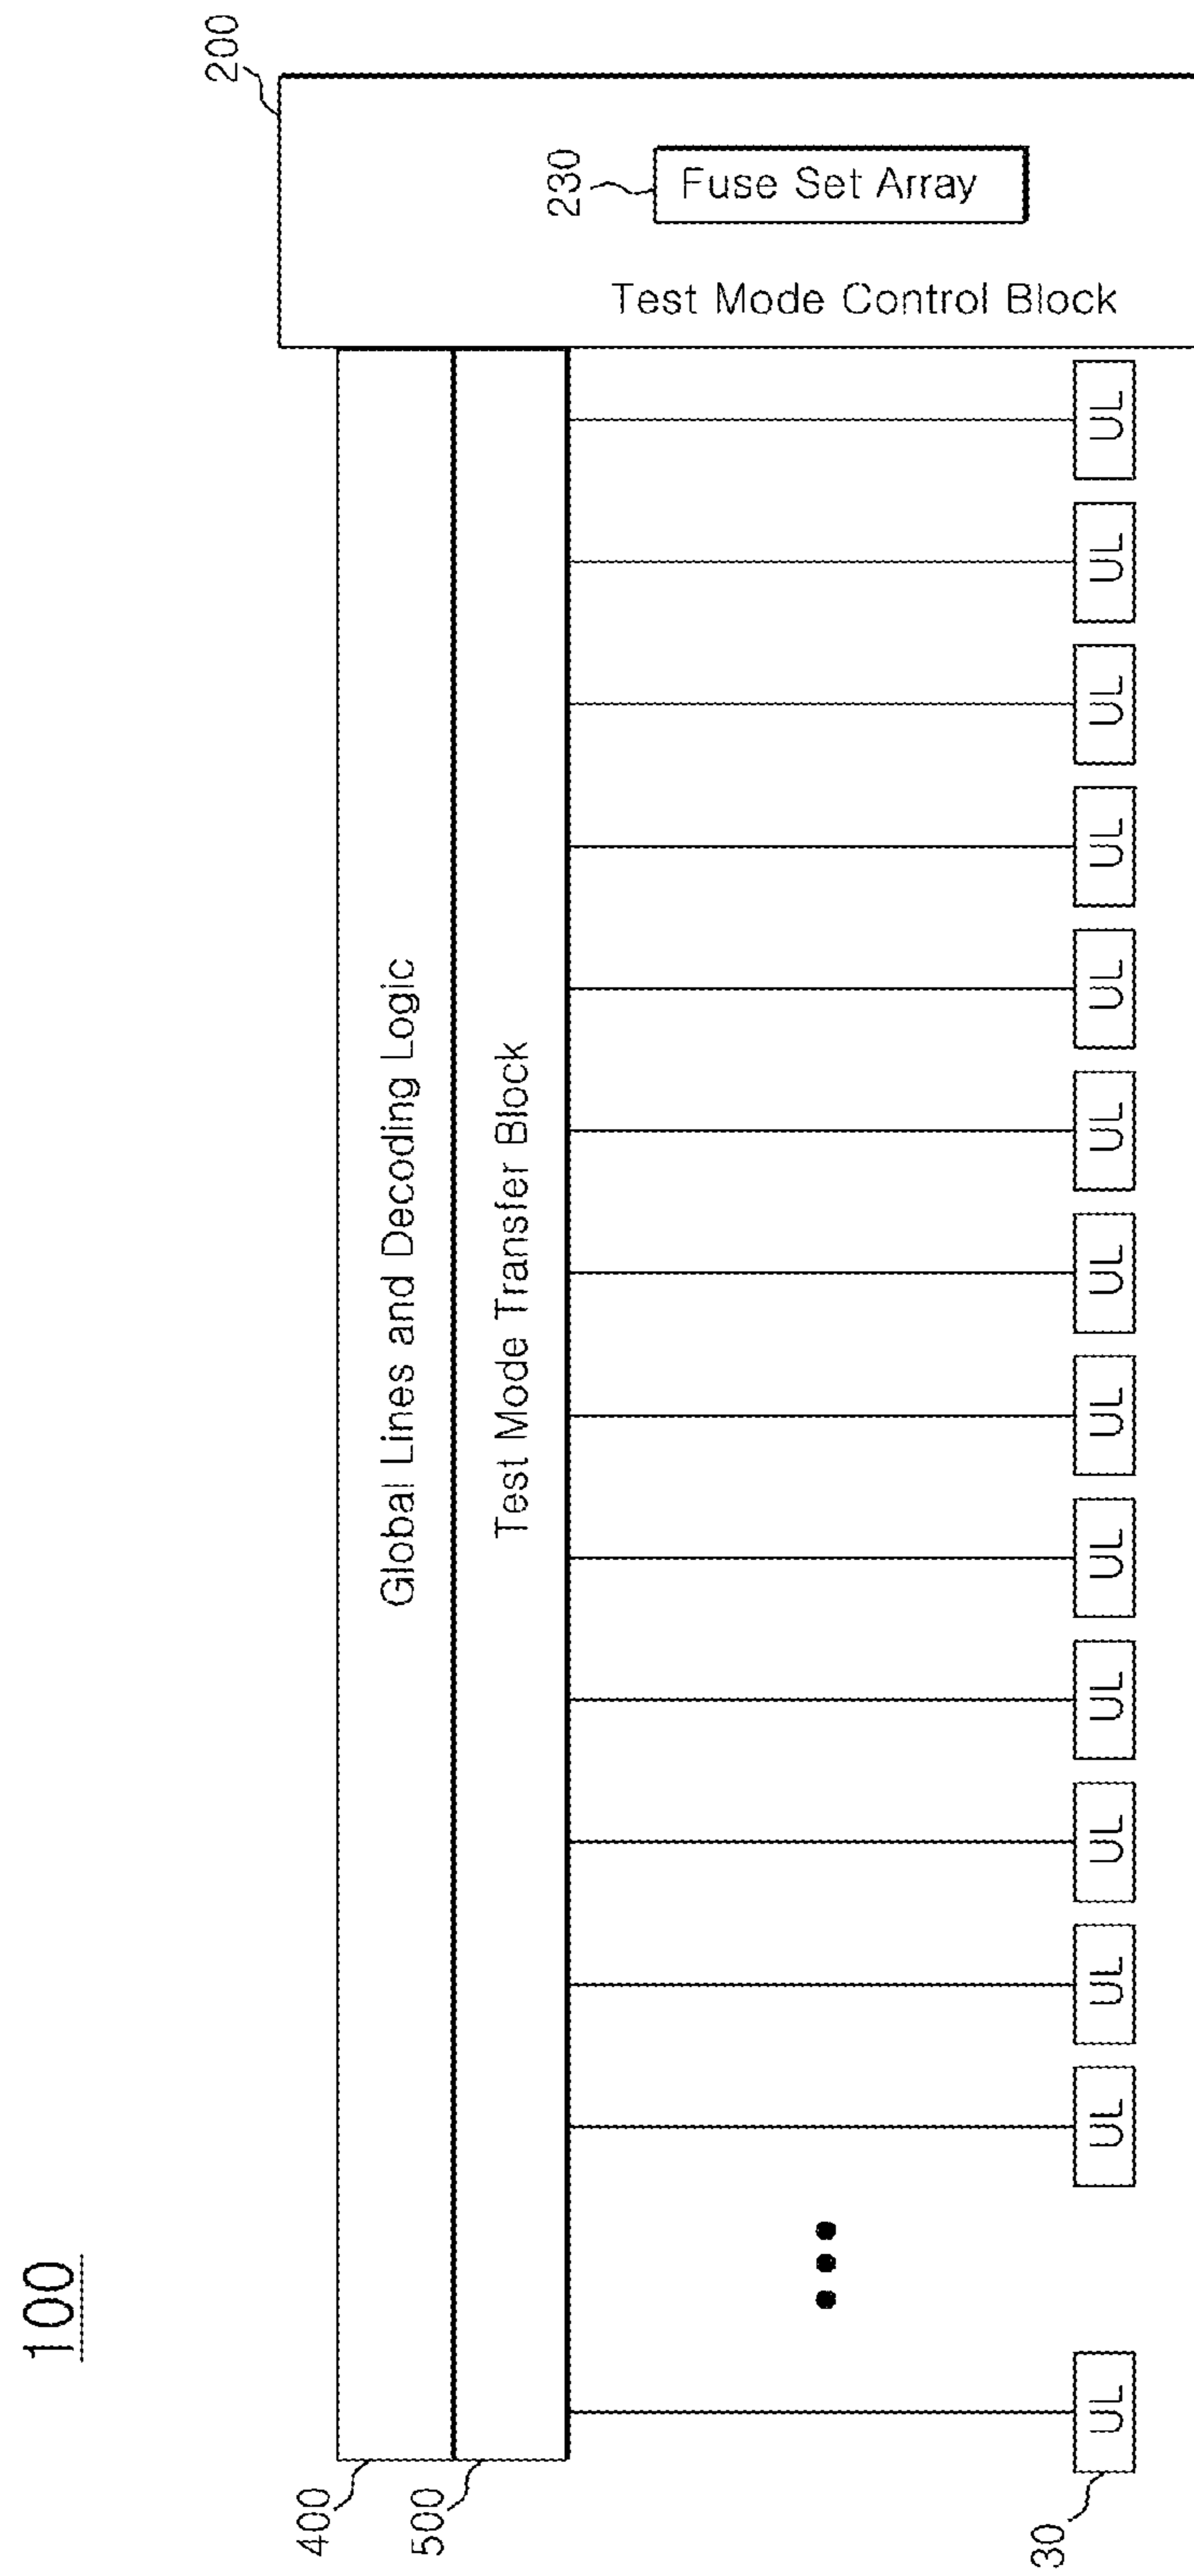 100
200
400
Global Lines and Decoding Logic
500
Test Mode Transfer Block
230
Fuse Set Array
Test Mode Control Block
30
UL
UL
UL
UL
UL
UL
UL
UL
UL
UL
UL
UL
UL
UL